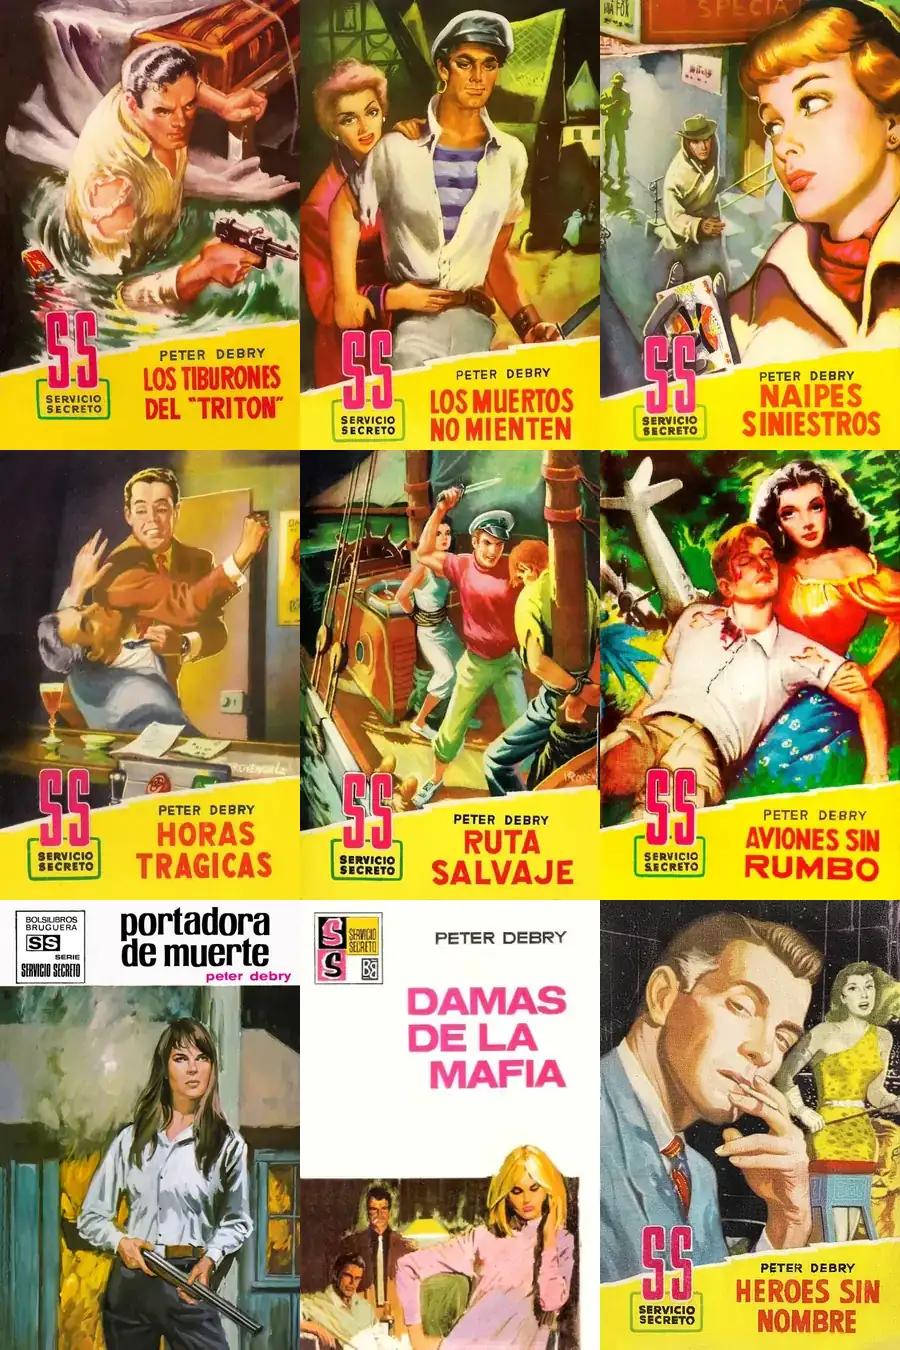 SS
SERVICIO
SECRETO
PETER DEBRY
LOS TIBURONES
DEL "TRITON"
SS
SERVICIO
SECRETO
PETER DEBRY
LOS MUERTOS
NO MIENTEN
SPECIA
SS
SERVICIO
SECRETO
PETER DEBRY
NAIPES
SINIESTROS
SS
SERVICIO
SECRETO
PETER DEBRY
HORAS
TRAGICAS
SS
SERVICIO
SECRETO
PETER DEBRY
RUTA
SALVAJE
SS
SERVICIO
SECRETO
PETER DEBRY
AVIONES SIN
RUMBO
BOLSILIBROS
BRUGUERA
SS
SERIE
SERVICIO SECRETO
portadora
de muerte
peter debry
SS
SERVICIO
SECRETO
PETER DEBRY
DAMAS
DE LA
MAFIA
SS
SERVICIO
SECRETO
PETER DEBRY
HEROES SIN
NOMBRE